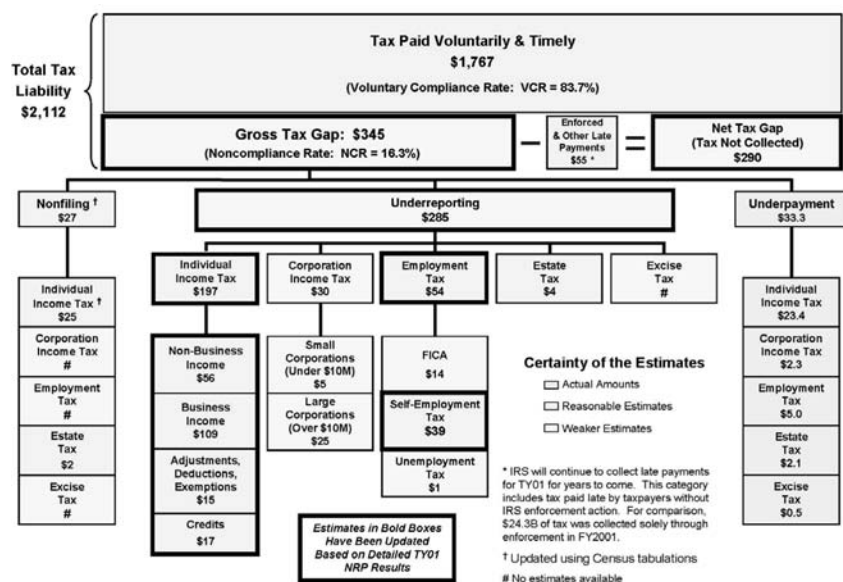 Tax Paid Voluntarily & Timely
$1,767
(Voluntary Compliance Rate: VCR = 83.7%)
Total Tax
Liability
$2,112
Gross Tax Gap: $345
(Noncompliance Rate: NCR = 16.3%)
Enforced
& Other Late
Payments
$55 *
Net Tax Gap
(Tax Not Collected)
$290
Nonfiling †
$27
Underreporting
$285
Underpayment
$33.3
Individual
Income Tax †
$25
Corporation
Income Tax
#
Employment
Tax
#
Estate
Tax
$2
Excise
Tax
#
Individual
Income Tax
$197
Non-Business
Income
$56
Business
Income
$109
Adjustments,
Deductions,
Exemptions
$15
Credits
$17
Corporation
Income Tax
$30
Small
Corporations
(Under $10M)
$5
Large
Corporations
(Over $10M)
$25
Employment
Tax
$54
FICA
$14
Self-Employment
Tax
$39
Unemployment
Tax
$1
Estate
Tax
$4
Excise
Tax
#
Individual
Income Tax
$23.4
Corporation
Income Tax
$2.3
Employment
Tax
$5.0
Estate
Tax
$2.1
Excise
Tax
$0.5
Certainty of the Estimates
Actual Amounts
Reasonable Estimates
Weaker Estimates
* IRS will continue to collect late payments
for TY01 for years to come. This category
includes tax paid late by taxpayers without
IRS enforcement action. For comparison,
$24.3B of tax was collected solely through
enforcement in FY2001.
† Updated using Census tabulations
# No estimates available
Estimates in Bold Boxes
Have Been Updated
Based on Detailed TY01
NRP Results